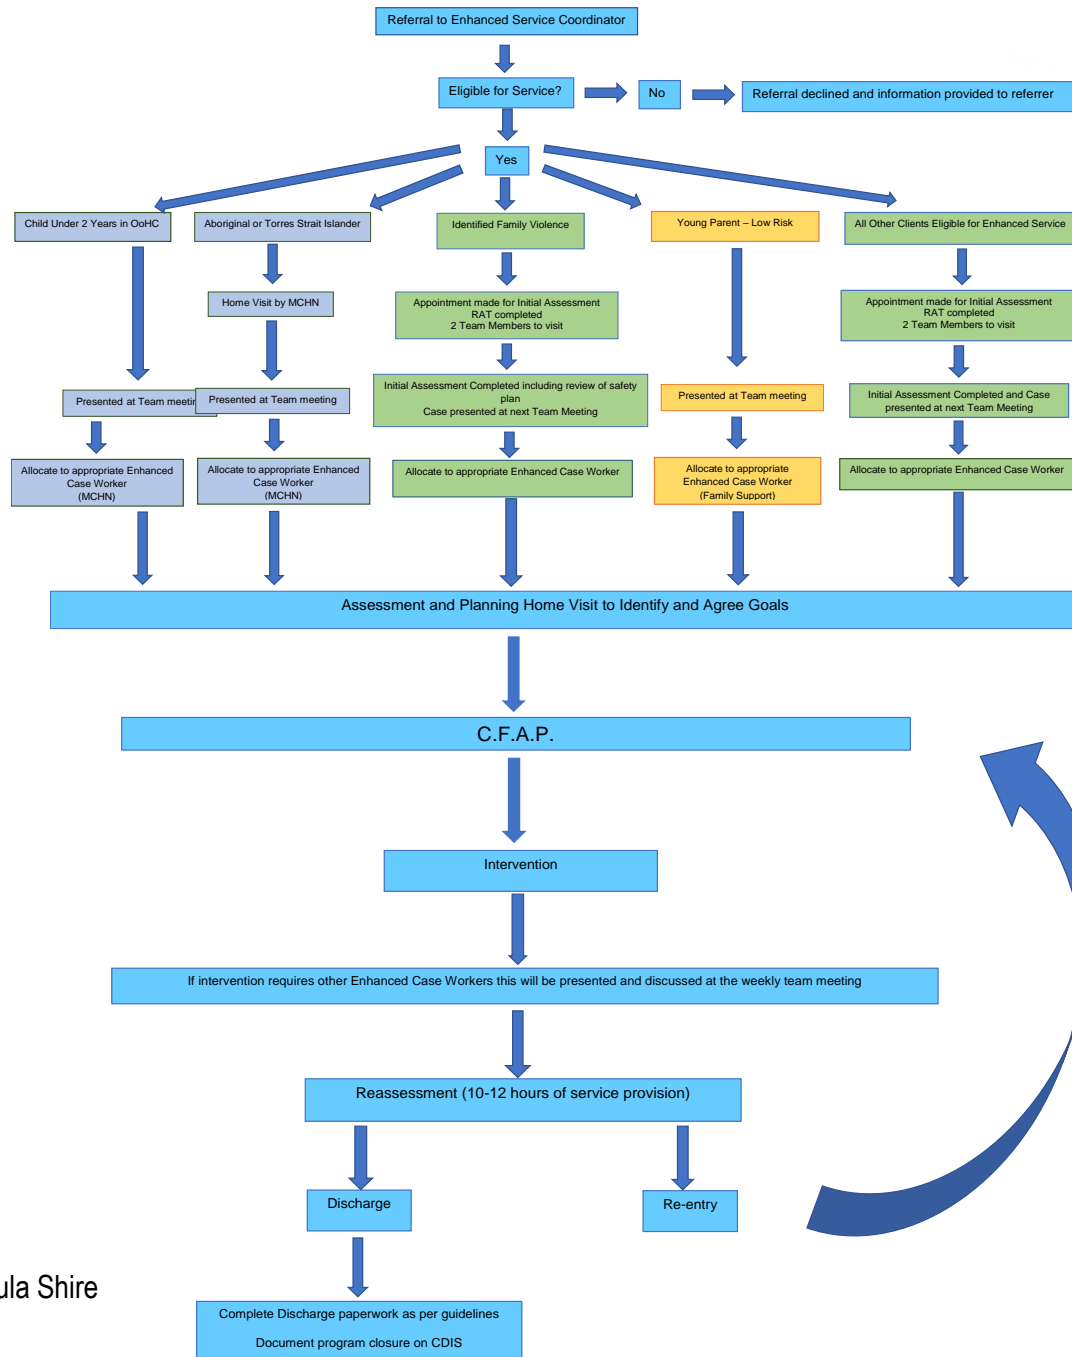 Referral to Enhanced Service Coordinator
Eligible for Service?
No
Referral declined and information provided to referrer
Yes
Child Under 2 Years in OoHC
Aboriginal or Torres Strait Islander
Identified Family Violence
Young Parent – Low Risk
All Other Clients Eligible for Enhanced Service
Home Visit by MCHN
Appointment made for Initial Assessment
RAT completed
2 Team Members to visit
Appointment made for Initial Assessment
RAT completed
2 Team Members to visit
Presented at Team meetin
Presented at Team meeting
Initial Assessment Completed including review of safety
plan
Case presented at next Team Meeting
Presented at Team meeting
Initial Assessment Completed and Case
presented at next Team Meeting
Allocate to appropriate Enhanced
Case Worker
(MCHN)
Allocate to appropriate Enhanced
Case Worker
(MCHN)
Allocate to appropriate Enhanced Case Worker
Allocate to appropriate
Enhanced Case Worker
(Family Support)
Allocate to appropriate Enhanced Case Worker
Assessment and Planning Home Visit to Identify and Agree Goals
C.F.A.P.
Intervention
If intervention requires other Enhanced Case Workers this will be presented and discussed at the weekly team meeting
Reassessment (10-12 hours of service provision)
Discharge
Re-entry
ula Shire
Complete Discharge paperwork as per guidelines
Document program closure on CDIS